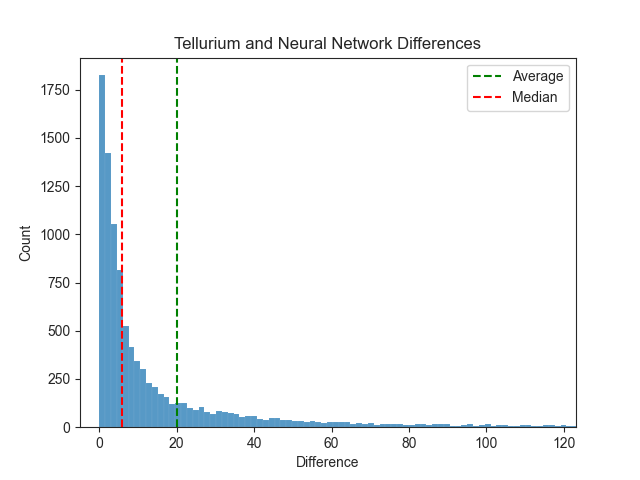 Tellurium and Neural Network Differences
Average
Median
1750
1500
1250
1000
750
500
250
0
Count
0 20 40 60 80 100 120
Difference